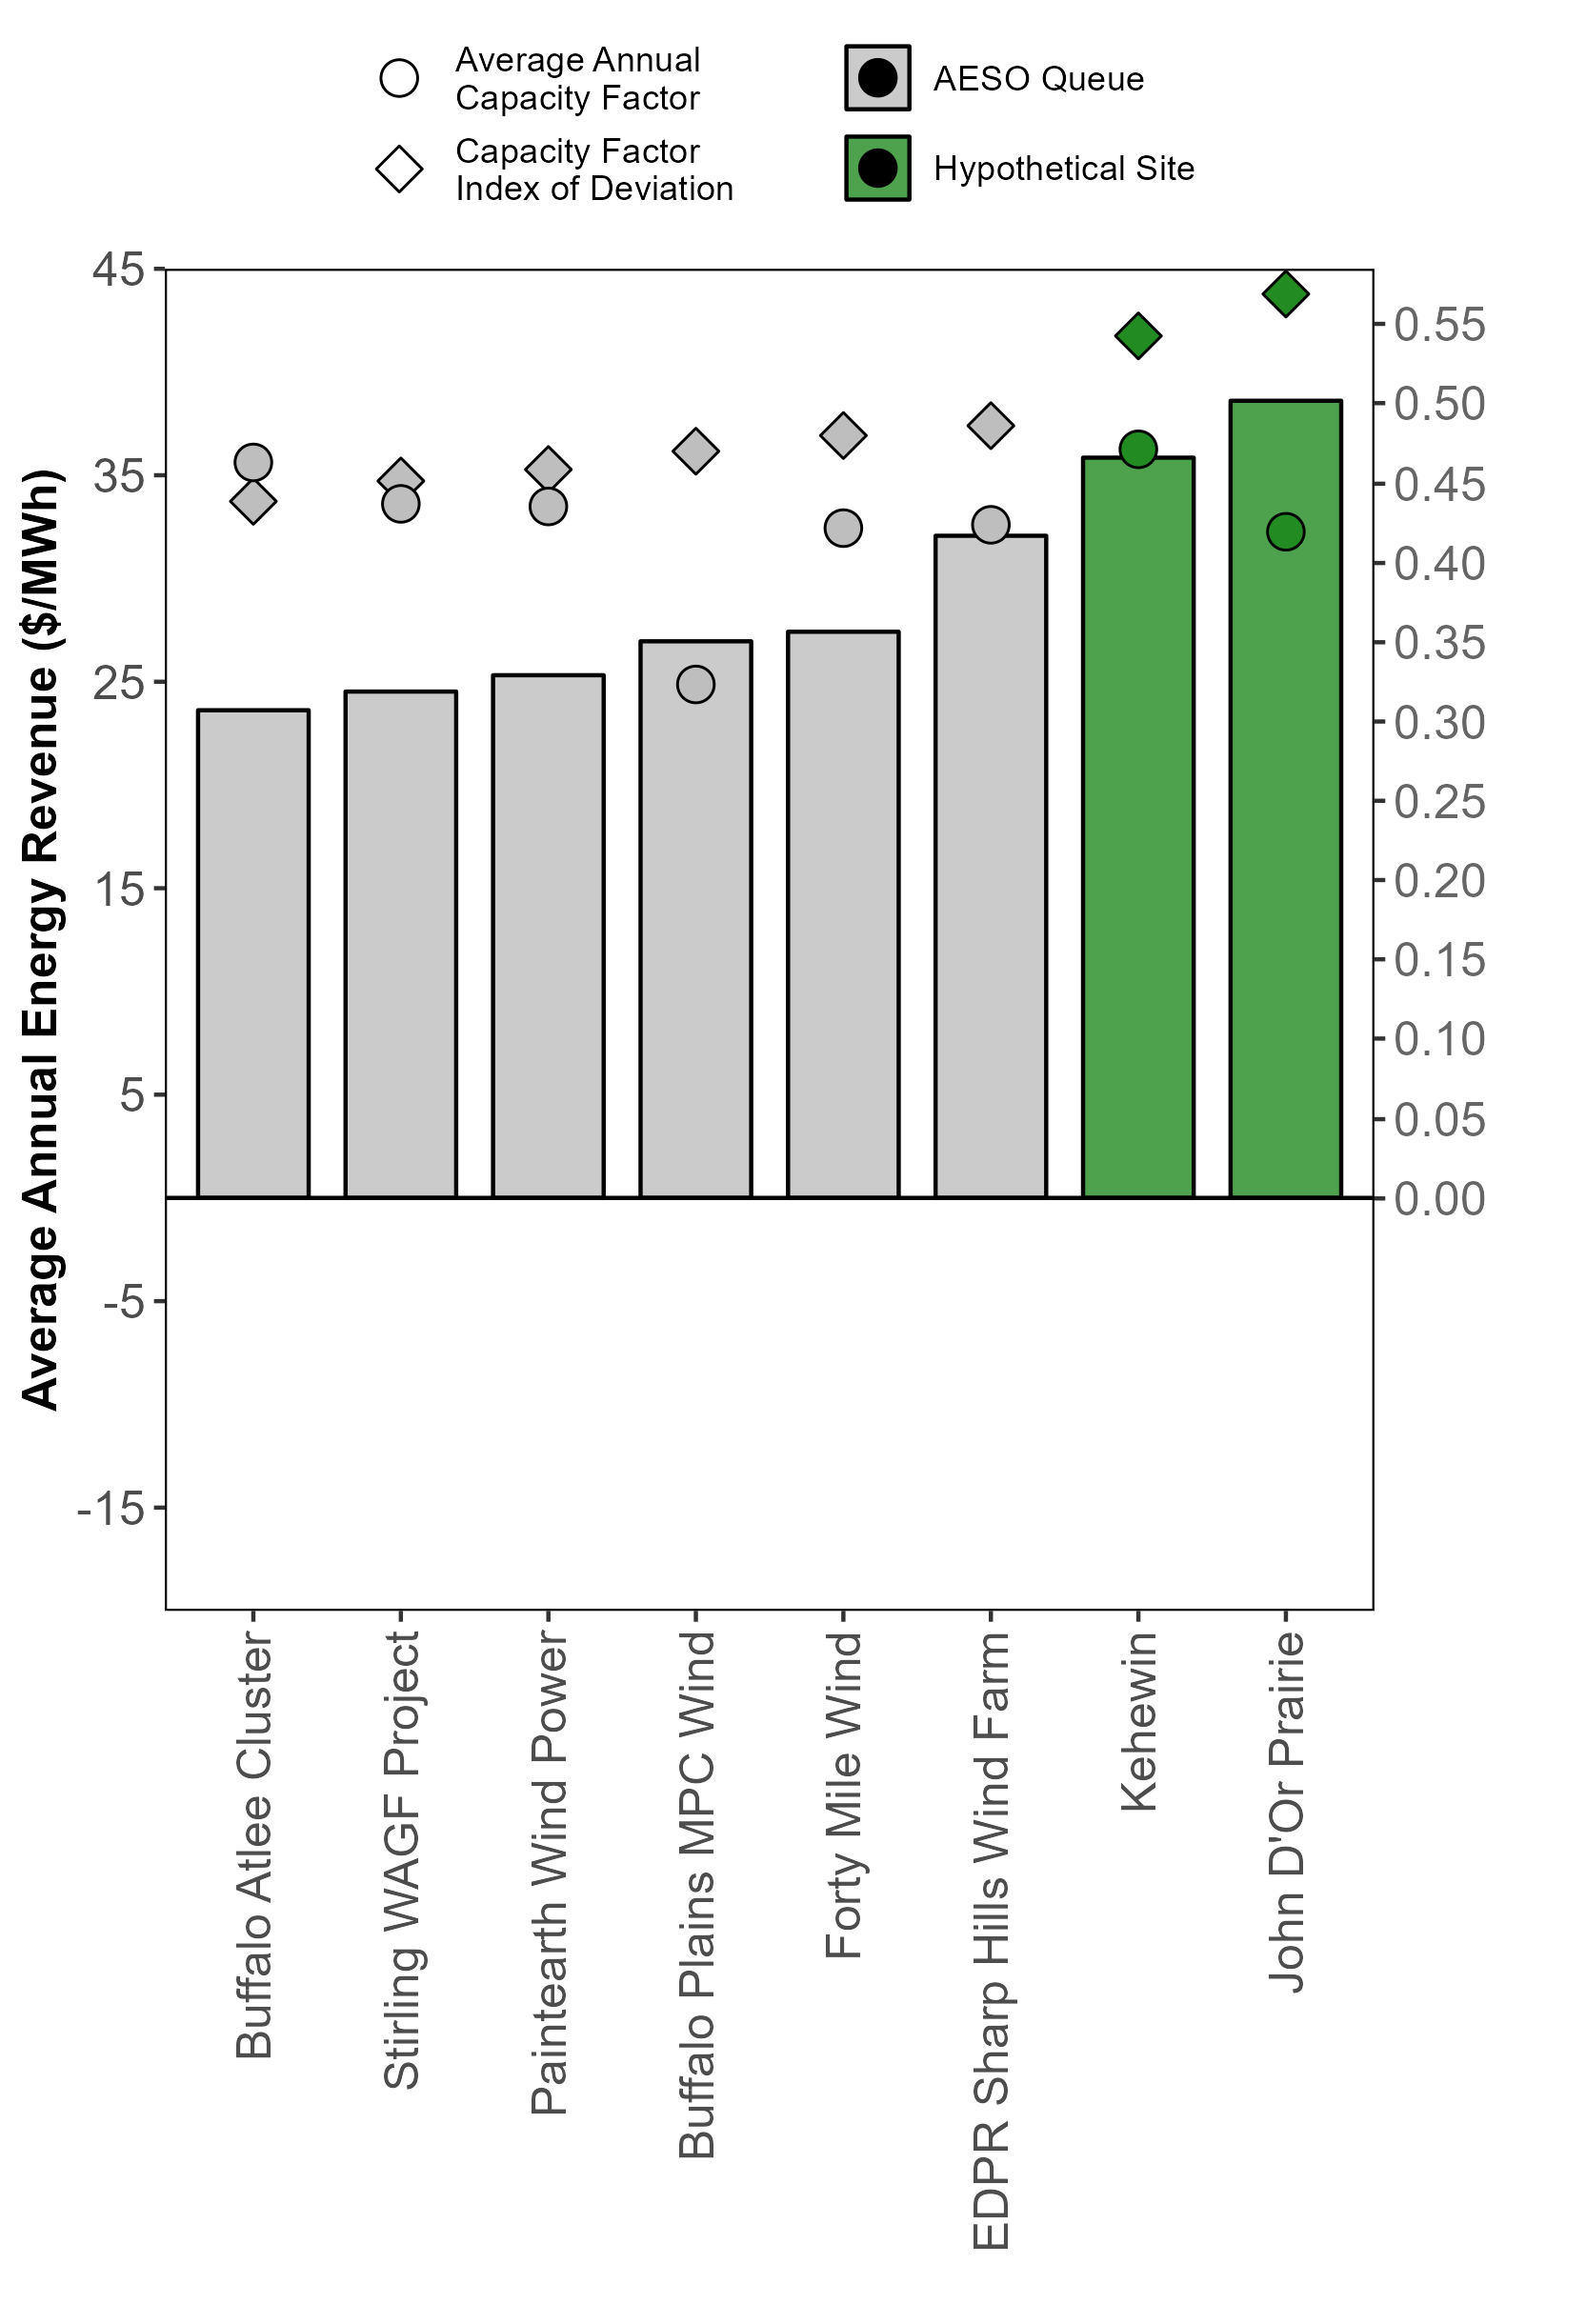 Average Annual
Capacity Factor
Capacity Factor
Index of Deviation
AESO Queue
Hypothetical Site
Average Annual Energy Revenue ($/MWh)
45
35
25
15
5
-5
-15
0.55
0.50
0.45
0.40
0.35
0.30
0.25
0.20
0.15
0.10
0.05
0.00
Buffalo Atlee Cluster
Stirling WAGF Project
Paintearth Wind Power
Buffalo Plains MPC Wind
Forty Mile Wind
EDPR Sharp Hills Wind Farm
Kehewin
John D'Or Prairie